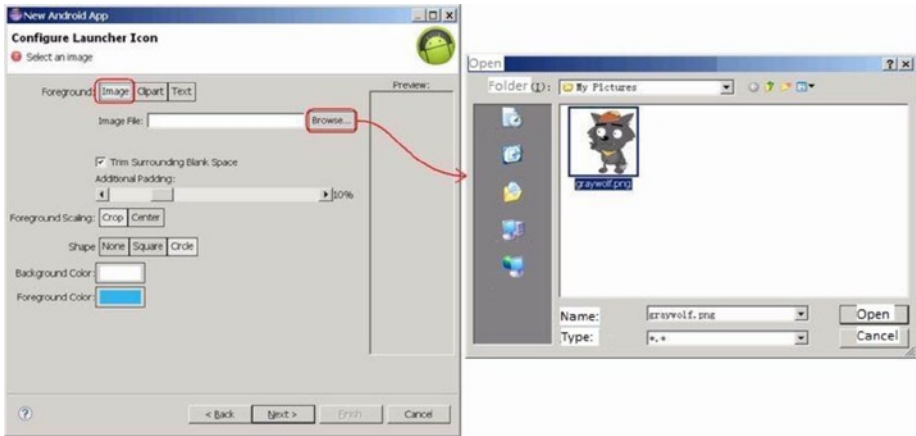 New Android App
Configure Launcher Icon
Select an image
Foreground: Image Clipart Text
Preview:
Image File: Browse...
Trim Surrounding Blank Space
Additional Padding:
10%
Foreground Scaling: Crop Center
Shape None Square Circle
Background Color:
Foreground Color:
? < Back Next > Finish Cancel
Open
Folder (I): My Pictures
graywolf.png
Name: graywolf.png Open
Type: *.* Cancel